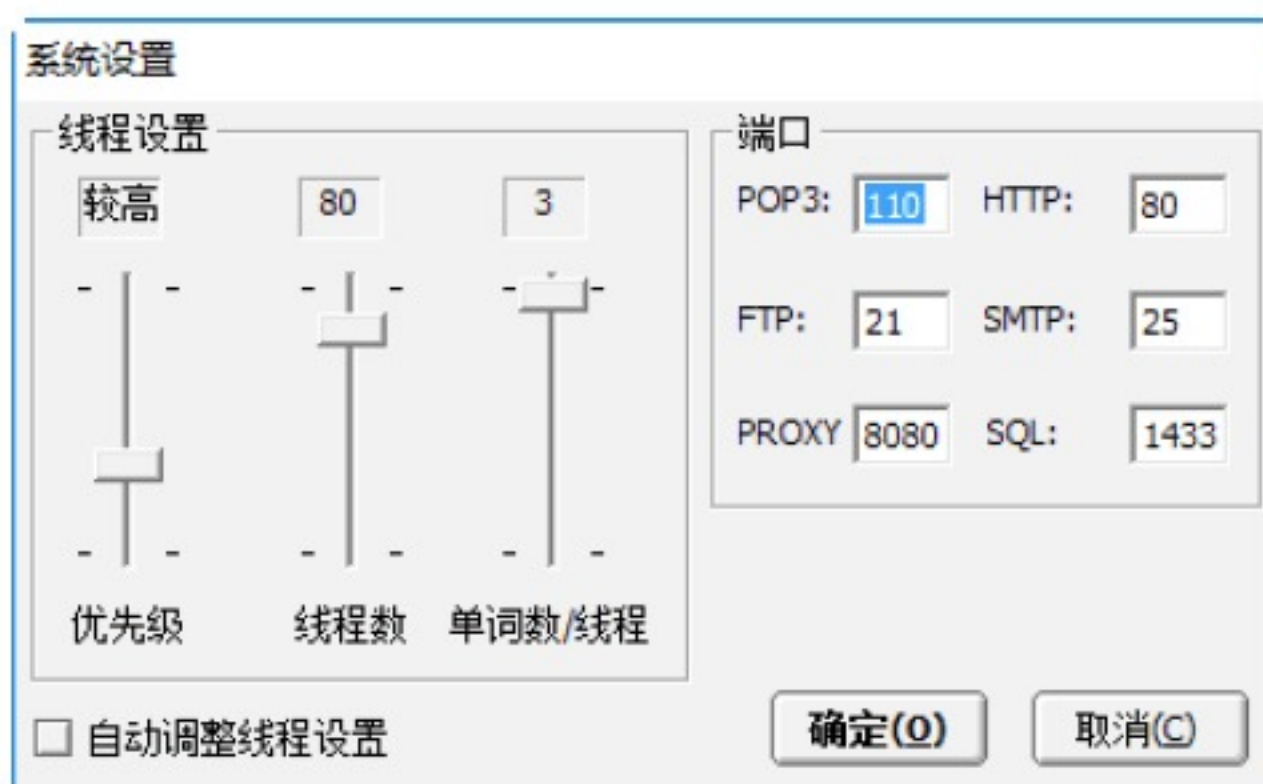 系统设置
线程设置
较高 80 3
优先级 线程数 单词数/线程
自动调整线程设置
端口
POP3: 110 HTTP: 80
FTP: 21 SMTP: 25
PROXY 8080 SQL: 1433
确定(O) 取消(C)